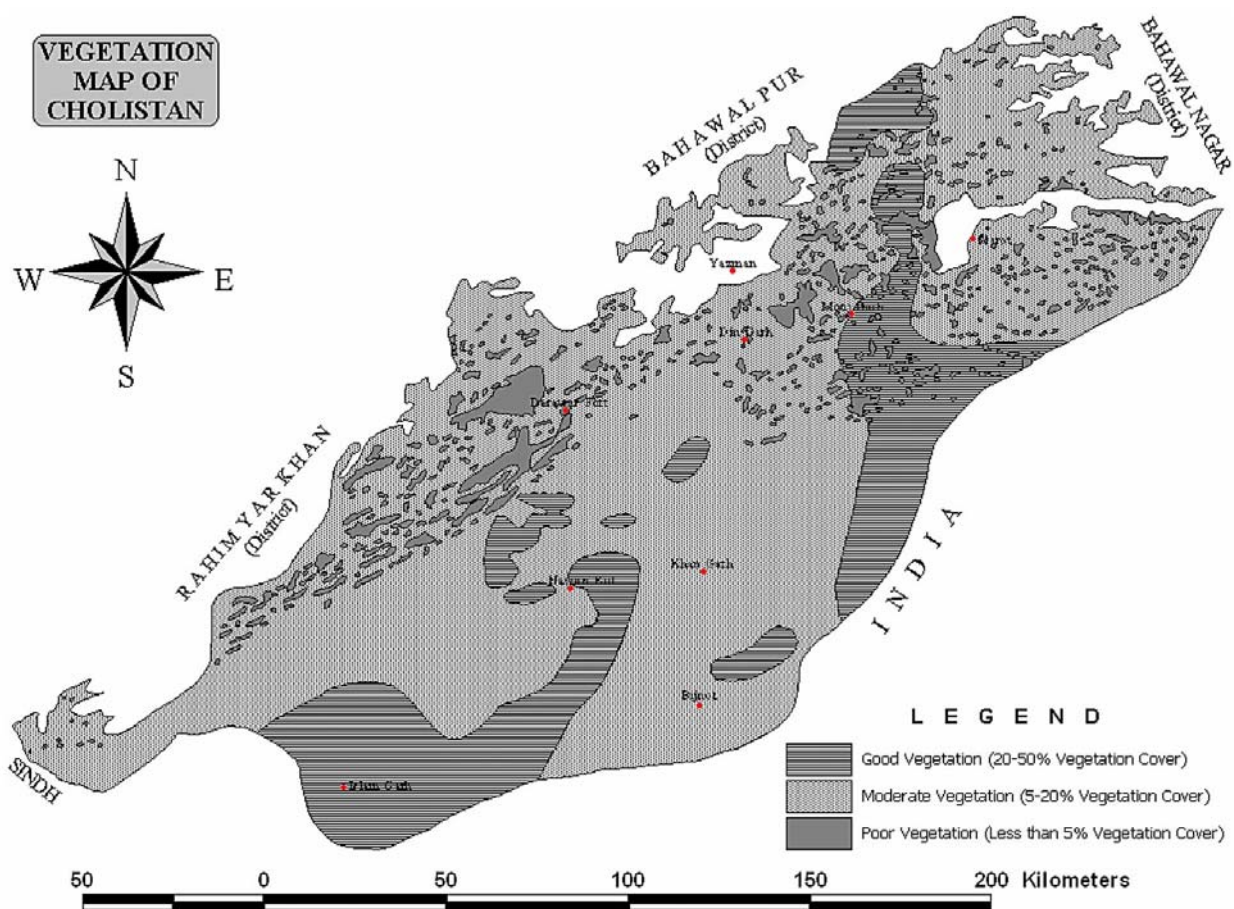 VEGETATION
MAP OF
CHOLISTAN
N
W
E
S
BAHAWAL PUR
(District)
BAHAWAL NAGAR
(District)
RAHIM YAR KHAN
(District)
SINDH
INDIA
Yazman
Din Garh
Khan Garh
Bijnot
Islam Garh
LEGEND
Good Vegetation (20-50% Vegetation Cover)
Moderate Vegetation (5-20% Vegetation Cover)
Poor Vegetation (Less than 5% Vegetation Cover)
50 0 50 100 150 200 Kilometers